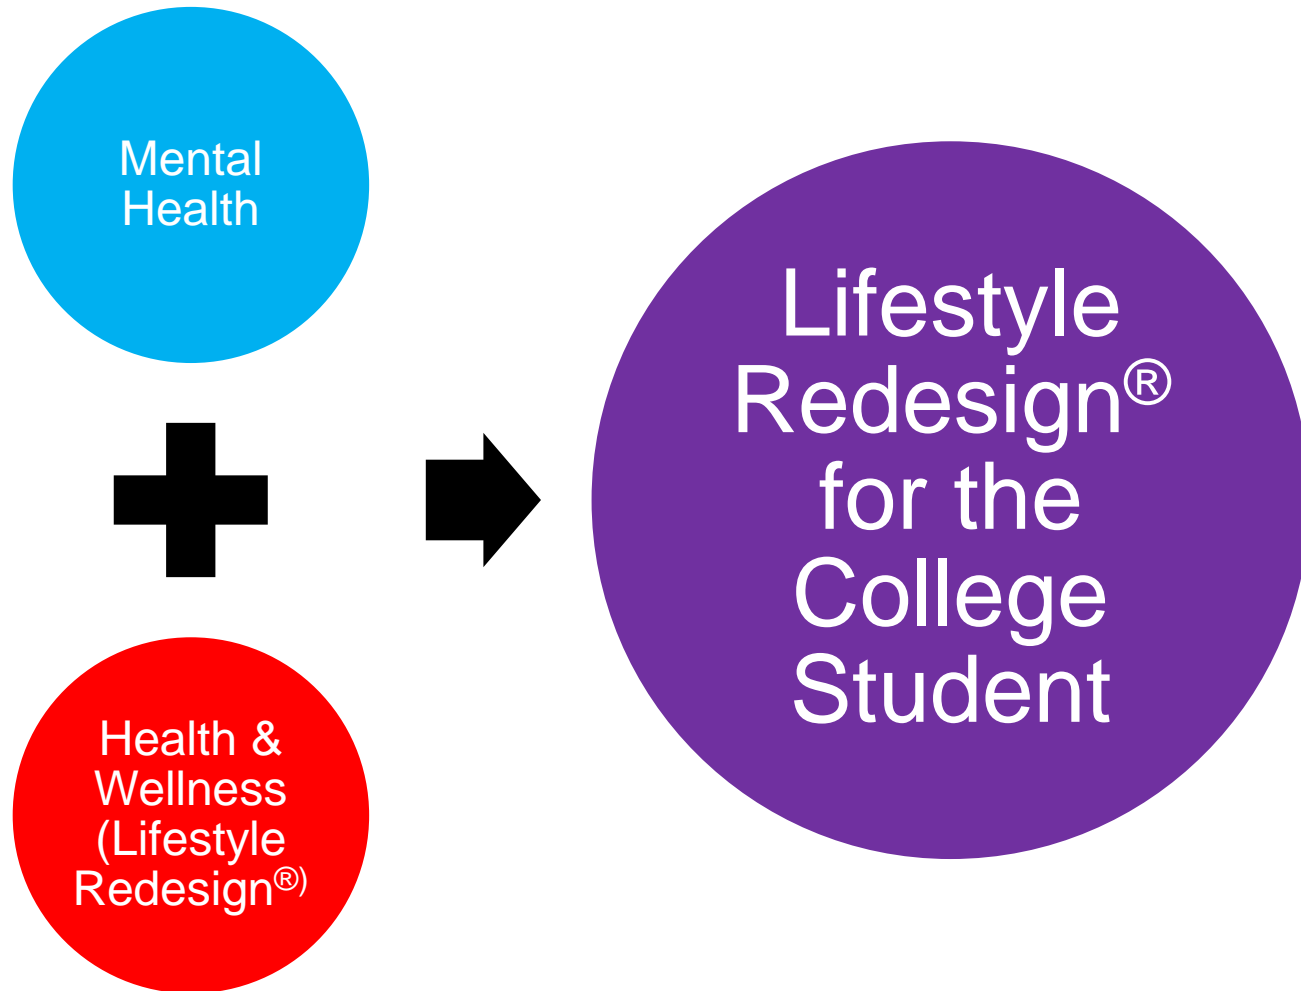 Mental
Health
Health &
Wellness
(Lifestyle
Redesign®)
Lifestyle
Redesign®
for the
College
Student